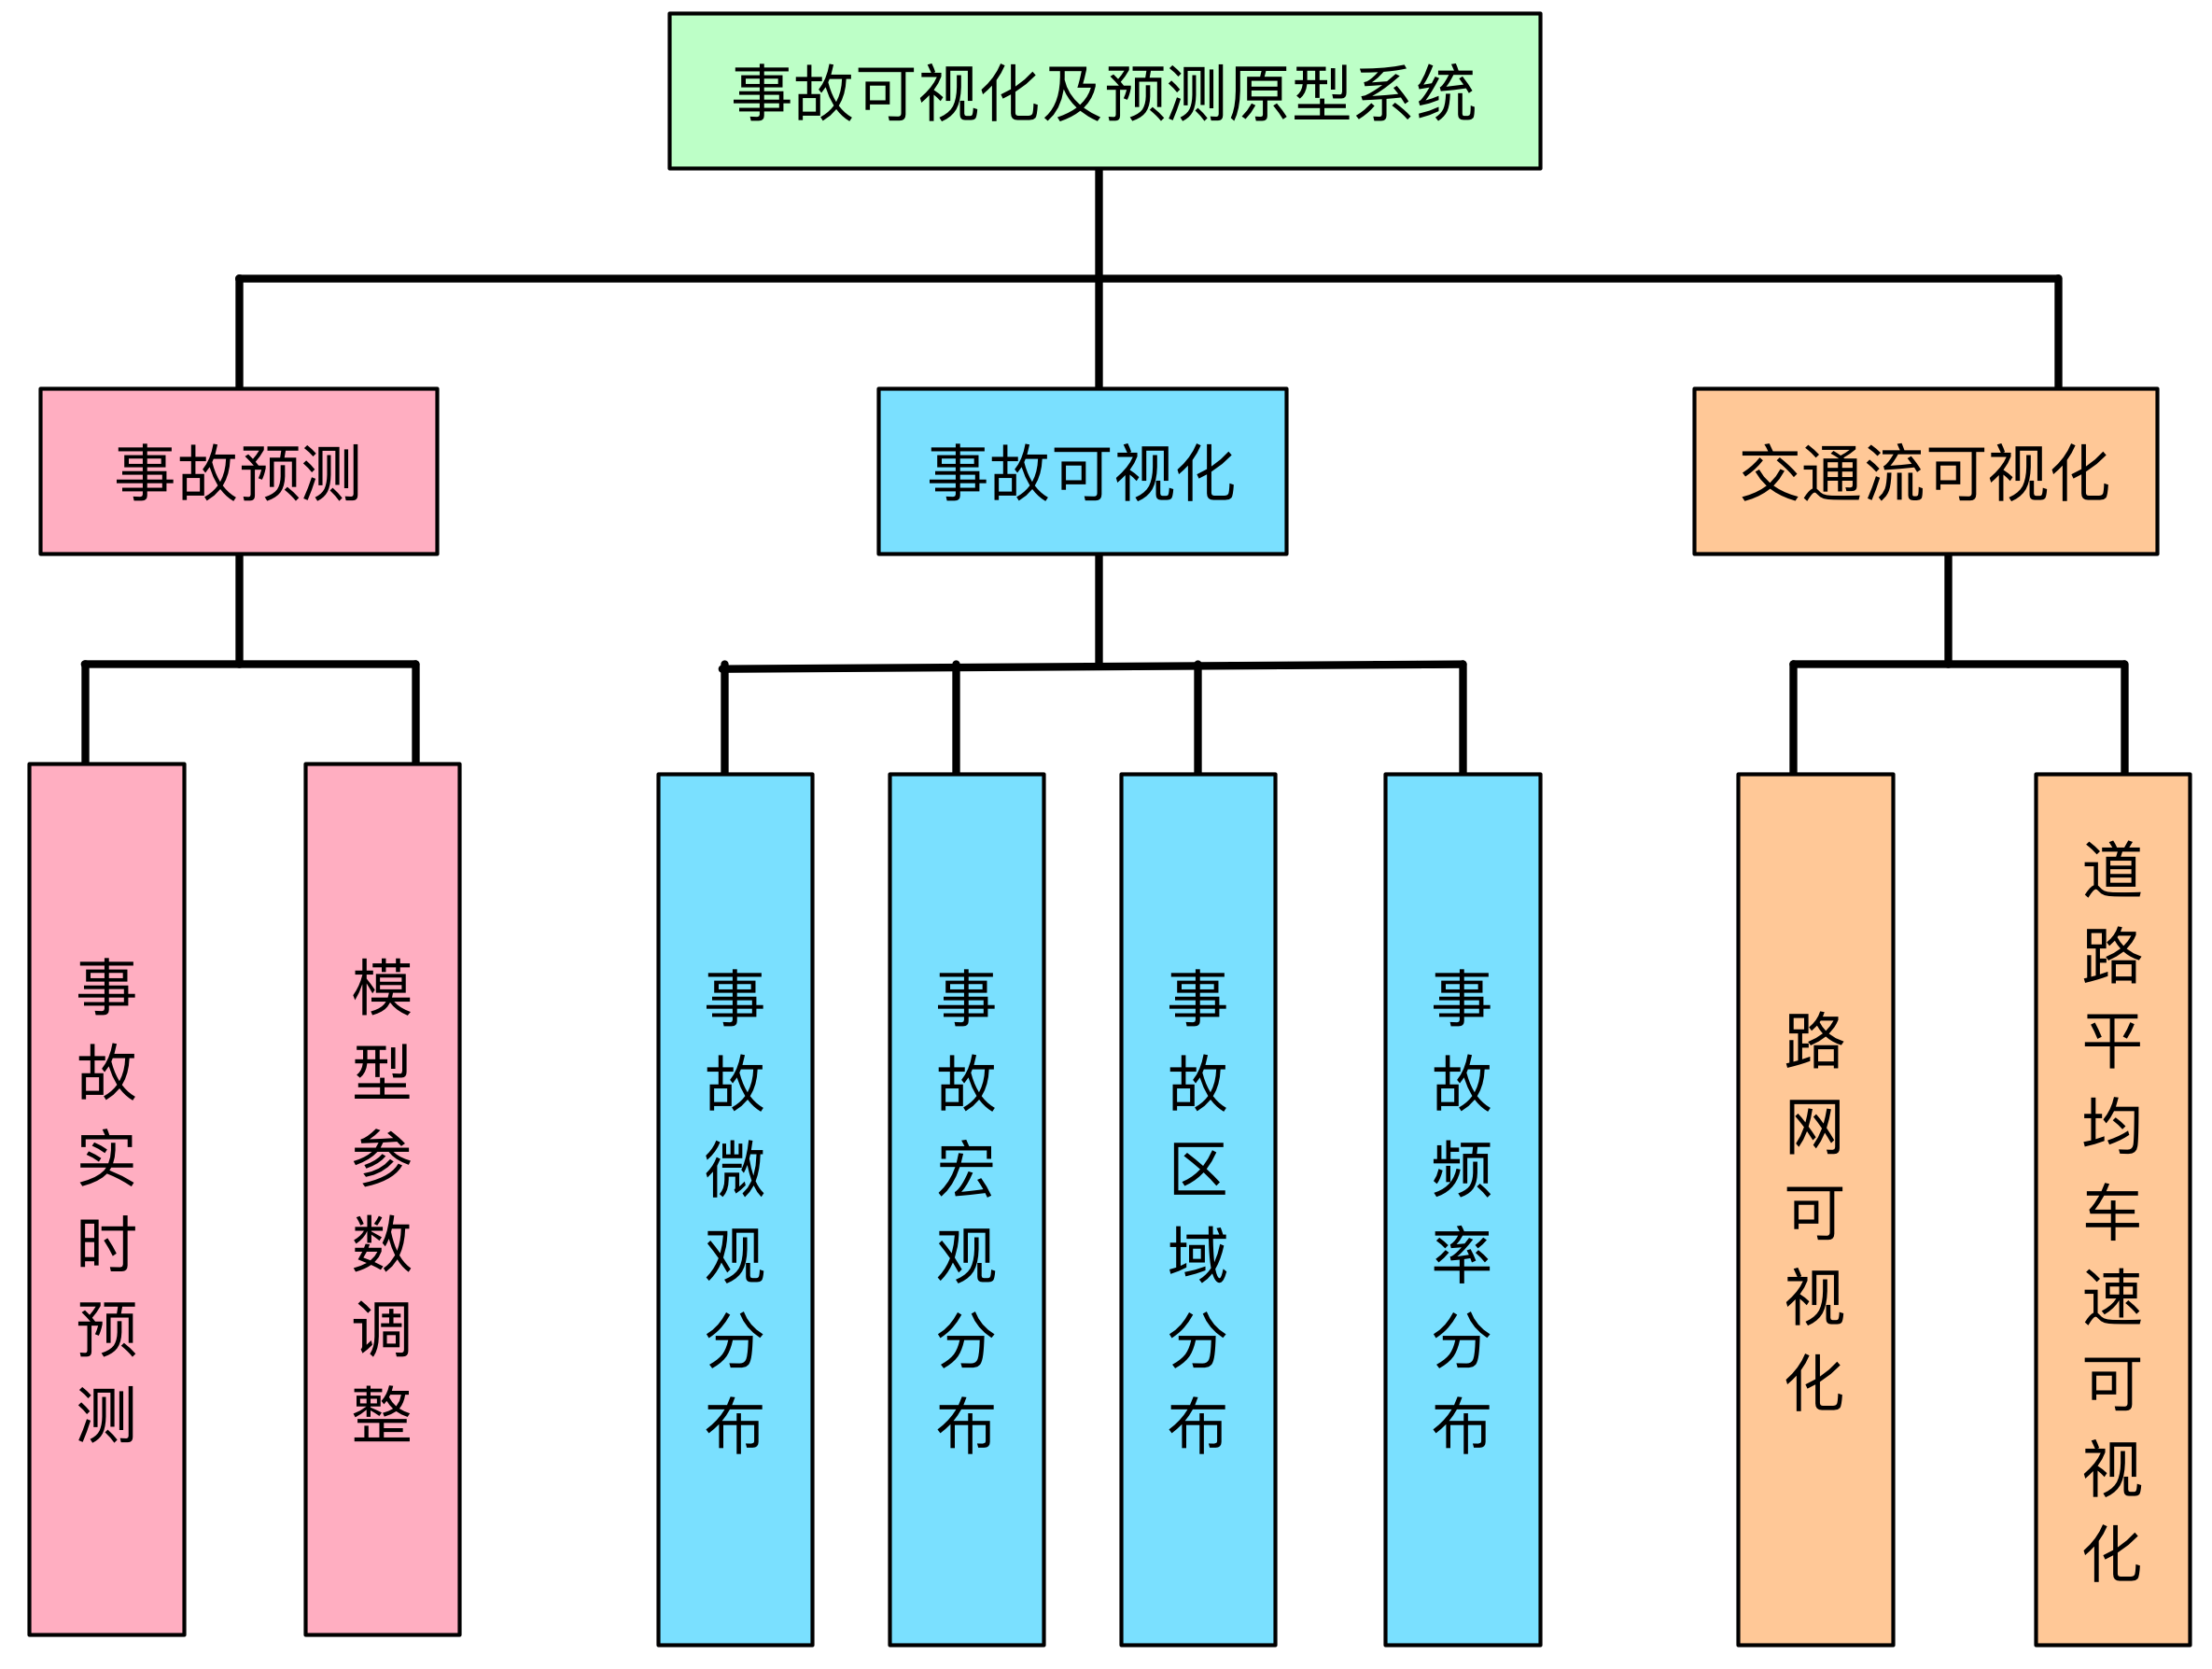 事故可视化及预测原型系统
事故预测
事故可视化
交通流可视化
事故实时预测
模型参数调整
事故微观分布
事故宏观分布
事故区域分布
事故频率分布
路网可视化
道路平均车速可视化